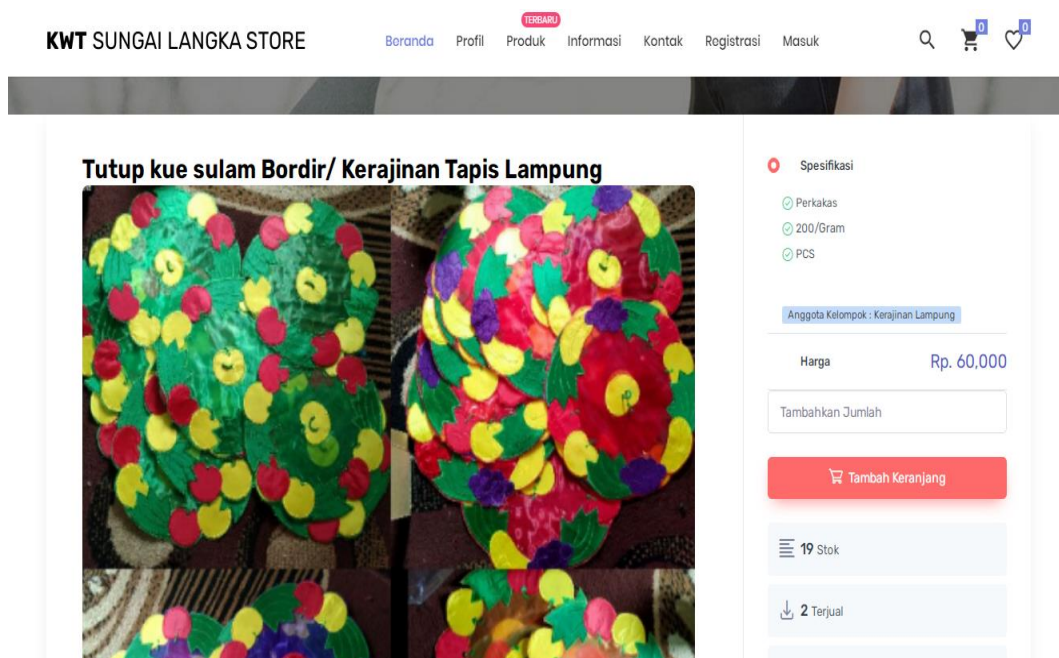 KWT SUNGAI LANGKA STORE
TERBARU
Beranda Profil Produk Informasi Kontak Registrasi Masuk
0 0
Tutup kue sulam Bordir/ Kerajinan Tapis Lampung
Spesifikasi
Perkakas
200/Gram
PCS
Anggota Kelompok : Kerajinan Lampung
Harga Rp. 60,000
Tambahkan Jumlah
Tambah Keranjang
19 Stok
2 Terjual